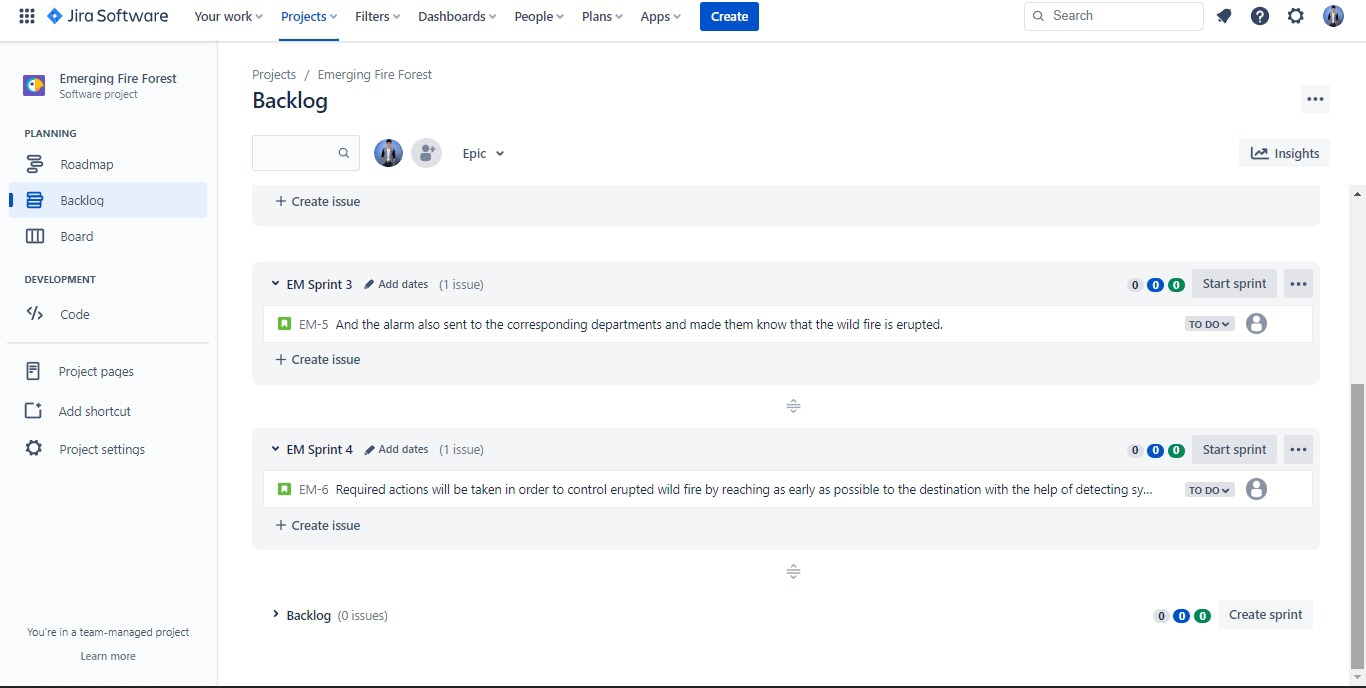 Jira Software Your work Projects Filters Dashboards People Plans Apps Create Search
Emerging Fire Forest
Software project
PLANNING
Roadmap
Backlog
Board
DEVELOPMENT
Code
Project pages
Add shortcut
Project settings
You're in a team-managed project
Learn more
Projects / Emerging Fire Forest
Backlog
Epic Insights
+ Create issue
EM Sprint 3 Add dates (1 issue) 0 0 0 Start sprint
EM-5 And the alarm also sent to the corresponding departments and made them know that the wild fire is erupted. TO DO
+ Create issue
EM Sprint 4 Add dates (1 issue) 0 0 0 Start sprint
EM-6 Required actions will be taken in order to control erupted wild fire by reaching as early as possible to the destination with the help of detecting sy... TO DO
+ Create issue
Backlog (0 issues) 0 0 0 Create sprint